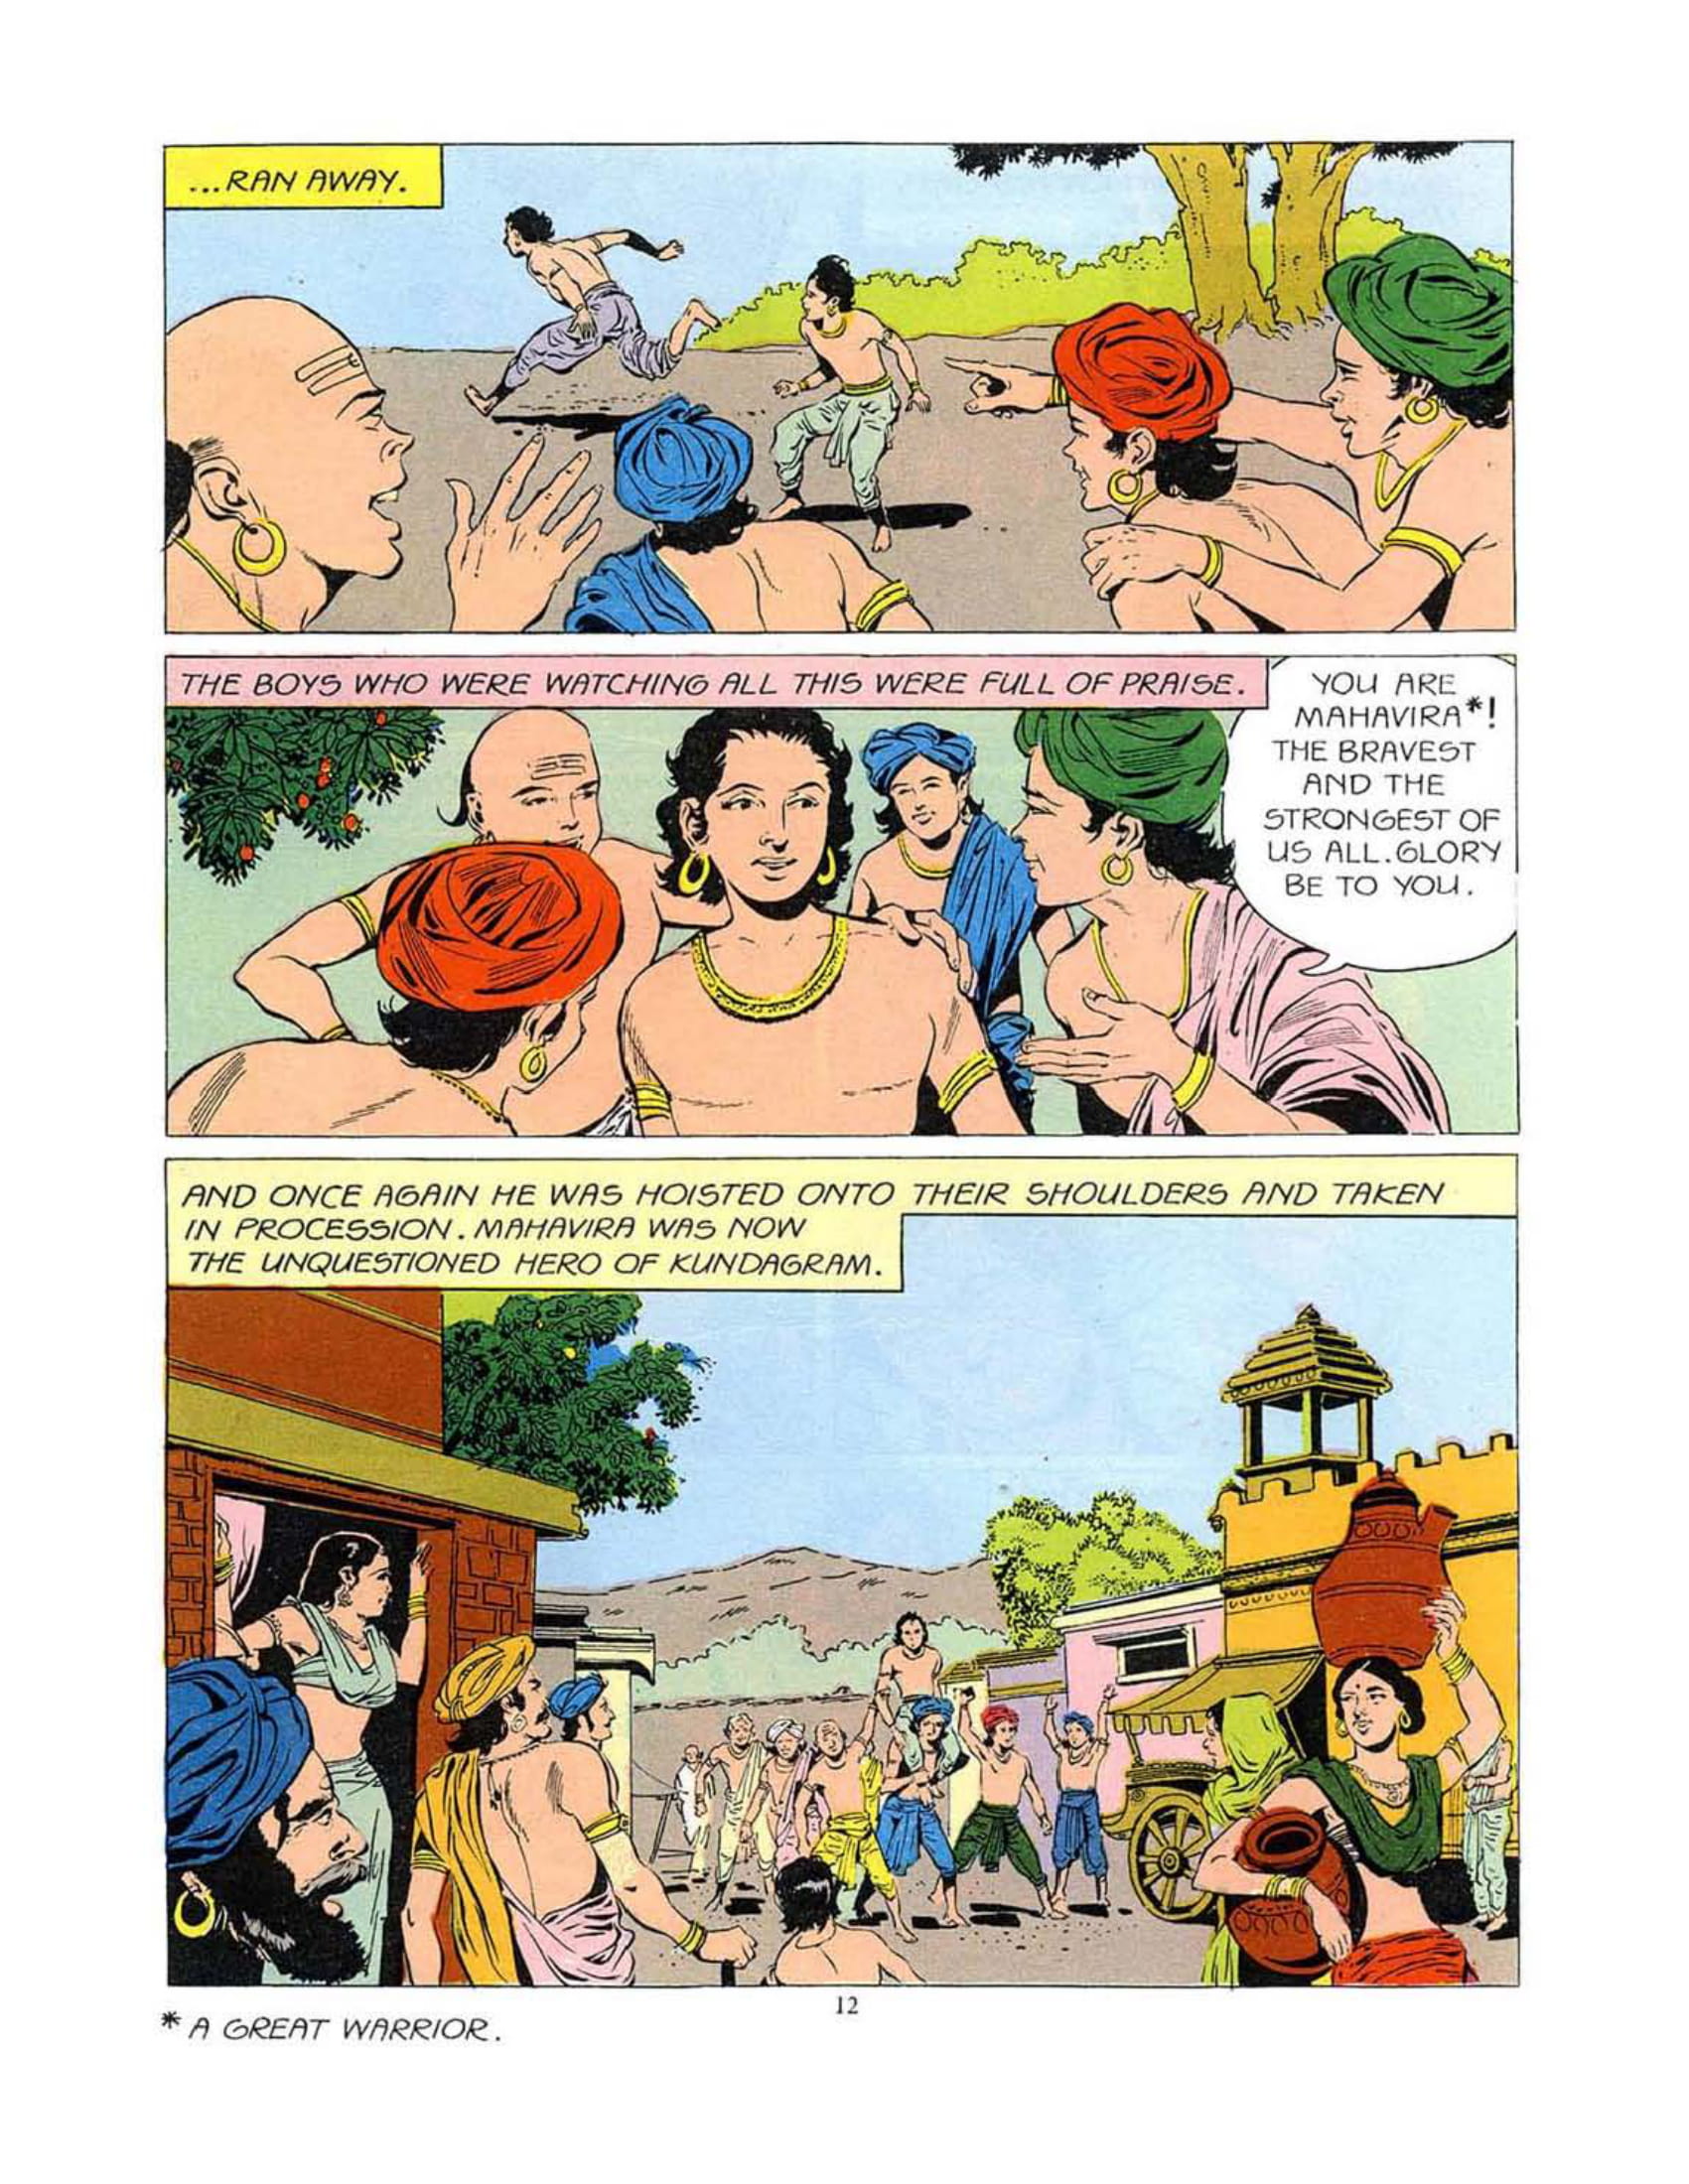 ...RAN AWAY.
THE BOYS WHO WERE WATCHING ALL THIS WERE FULL OF PRAISE.
YOU ARE
MAHAVIRA*!
THE BRAVEST
AND THE
STRONGEST OF
US ALL. GLORY
BE TO YOU.
AND ONCE AGAIN HE WAS HOISTED ONTO THEIR SHOULDERS AND TAKEN
IN PROCESSION. MAHAVIRA WAS NOW
THE UNQUESTIONED HERO OF KUNDAGRAM.
12
* A GREAT WARRIOR.